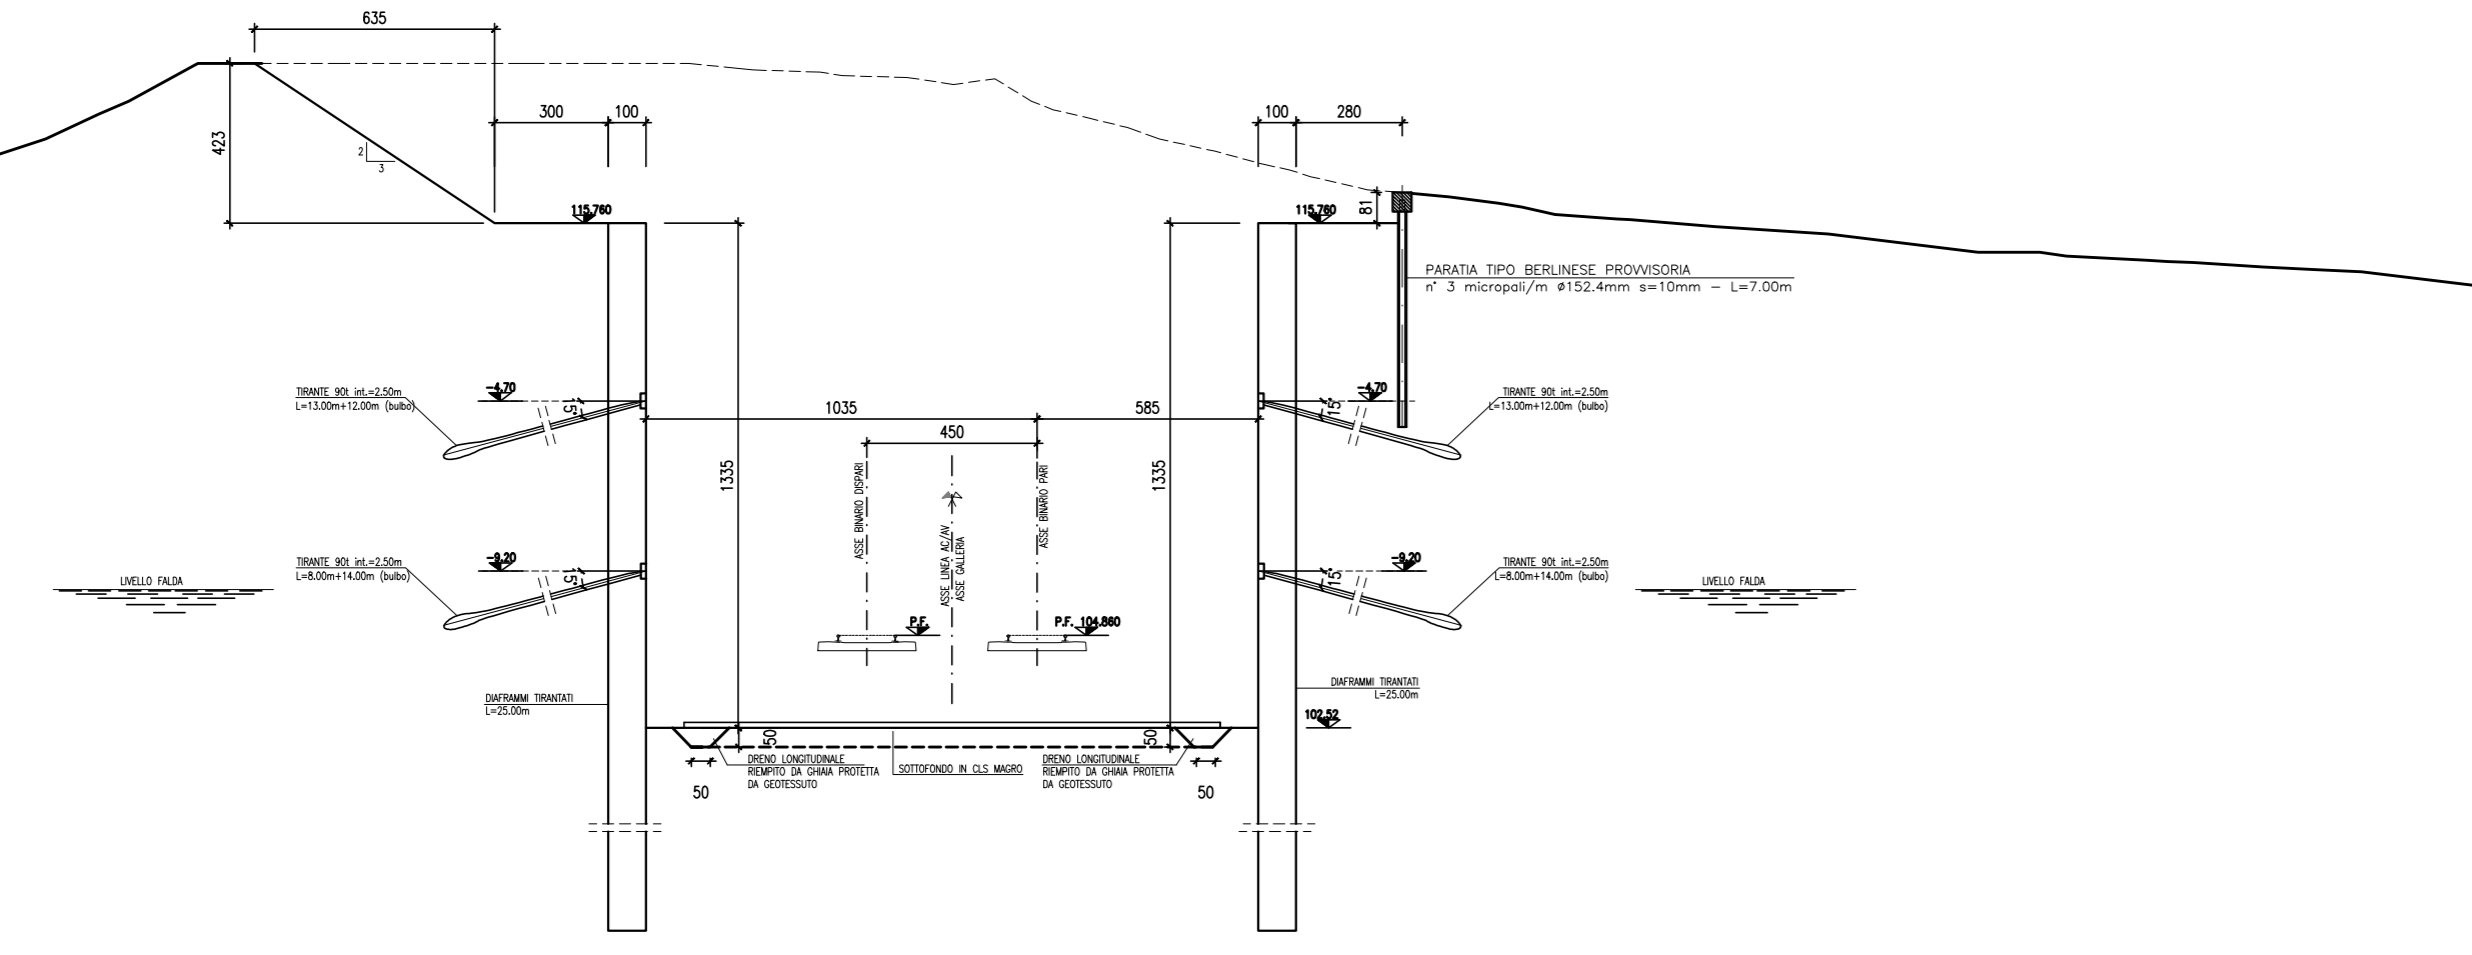 635
300
100
100
280
423
2
3
115.760
115.760
81
PARATIA TIPO BERLINESE PROVVISORIA
n° 3 micropali/m ø152.4mm s=10mm – L=7.00m
TIRANTE 90t int.=2.50m
L=13.00m+12.00m (bulbo)
-4.70
15°
1035
585
450
-4.70
15°
TIRANTE 90t int.=2.50m
L=13.00m+12.00m (bulbo)
1335
1335
ASSE BINARIO DISPARI
ASSE LINEA AC/AV
ASSE GALLERIA
ASSE BINARIO PARI
TIRANTE 90t int.=2.50m
L=8.00m+14.00m (bulbo)
-9.20
15°
-9.20
15°
TIRANTE 90t int.=2.50m
L=8.00m+14.00m (bulbo)
LIVELLO FALDA
LIVELLO FALDA
P.F.
P.F. 104.860
DIAFRAMMI TIRANTATI
L=25.00m
DIAFRAMMI TIRANTATI
L=25.00m
102.52
50
50
DRENO LONGITUDINALE
RIEMPITO DA GHIAIA PROTETTA
DA GEOTESSUTO
SOTTOFONDO IN CLS MAGRO
DRENO LONGITUDINALE
RIEMPITO DA GHIAIA PROTETTA
DA GEOTESSUTO
50
50